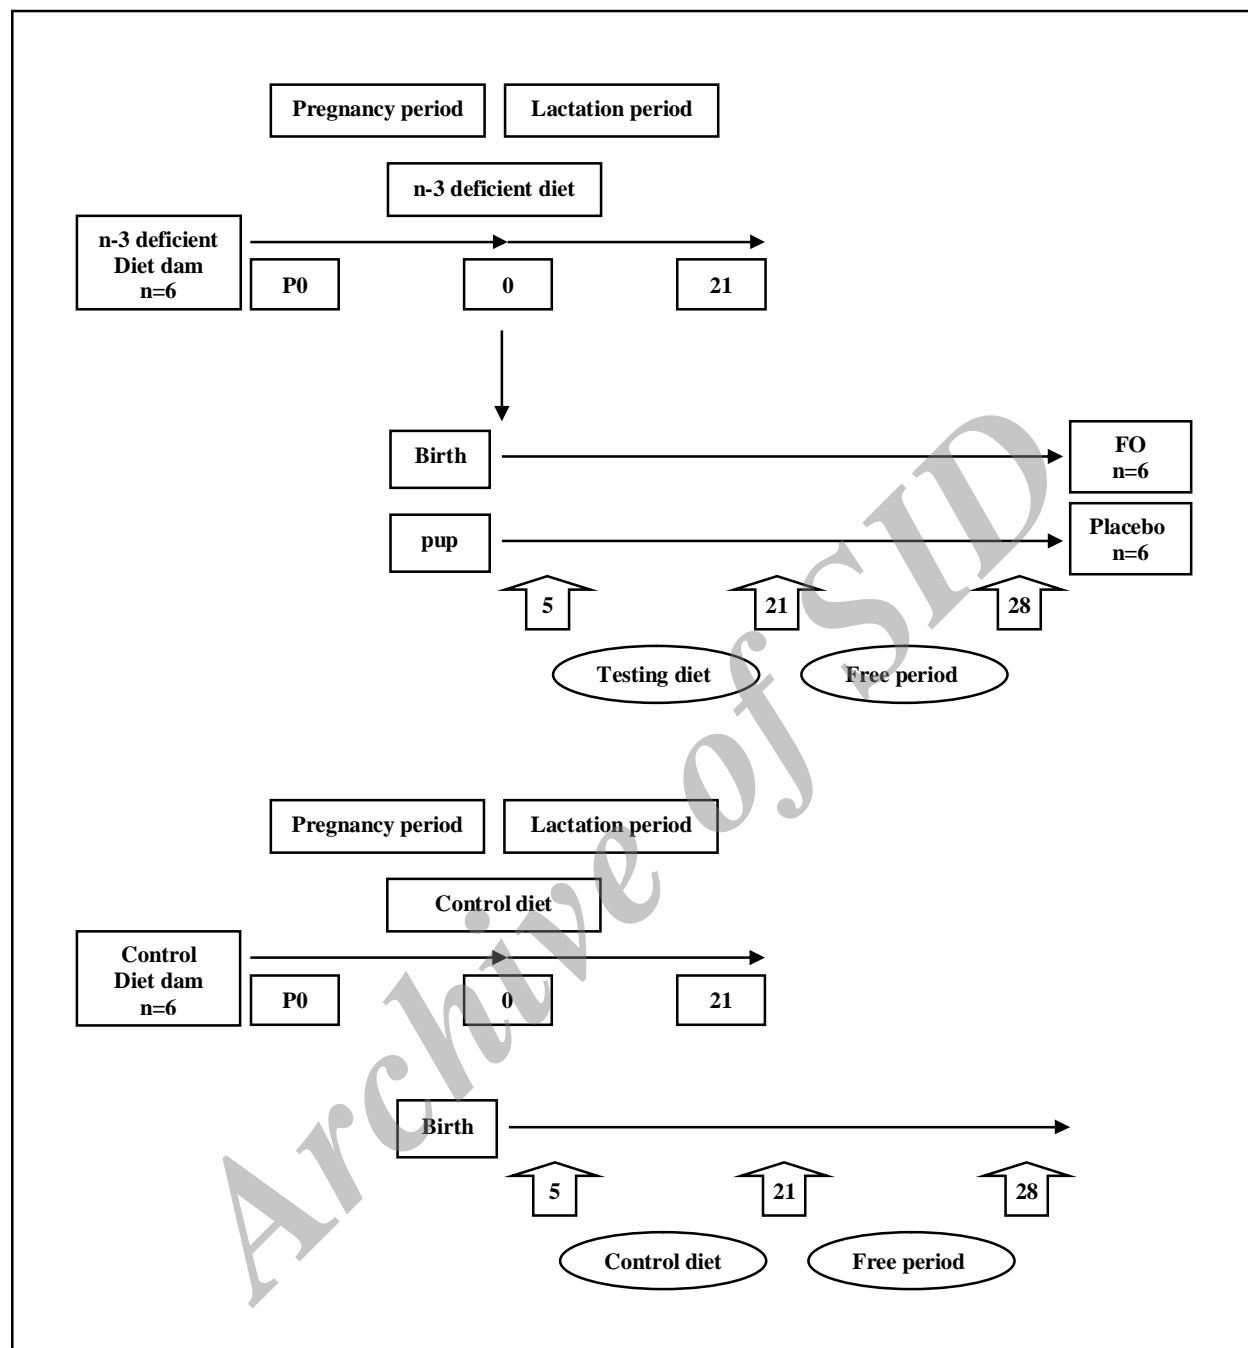 Pregnancy period
Lactation period
n-3 deficient diet
n-3 deficient
Diet dam
n=6
P0
0
21
Birth
FO
n=6
pup
Placebo
n=6
5
21
28
Testing diet
Free period
Pregnancy period
Lactation period
Control diet
Control
Diet dam
n=6
P0
0
21
Birth
5
21
28
Control diet
Free period
Archive of SID